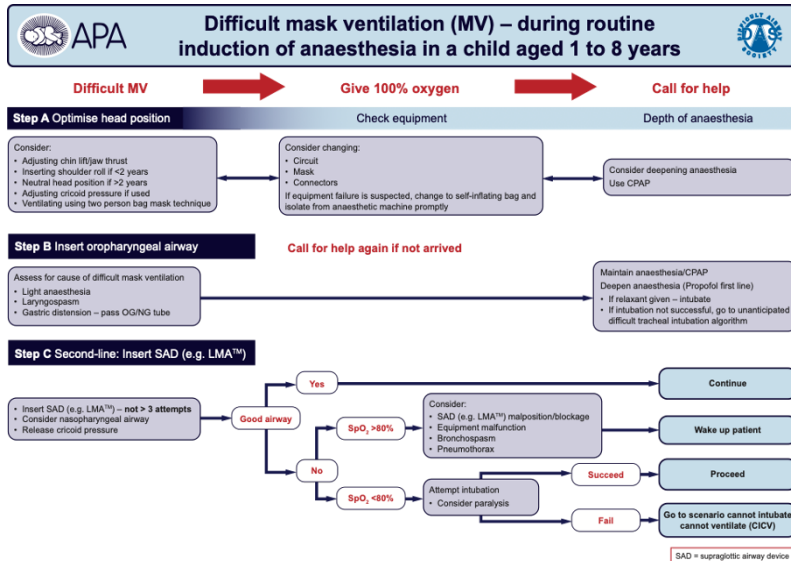 APA
Difficult mask ventilation (MV) – during routine
induction of anaesthesia in a child aged 1 to 8 years
DIFFICULT AIRWAY SOCIETY
DAS
Difficult MV
Give 100% oxygen
Call for help
Step A Optimise head position
Check equipment
Depth of anaesthesia
Consider:
• Adjusting chin lift/jaw thrust
• Inserting shoulder roll if <2 years
• Neutral head position if >2 years
• Adjusting cricoid pressure if used
• Ventilating using two person bag mask technique
Consider changing:
• Circuit
• Mask
• Connectors
If equipment failure is suspected, change to self-inflating bag and
isolate from anaesthetic machine promptly
Consider deepening anaesthesia
Use CPAP
Step B Insert oropharyngeal airway
Call for help again if not arrived
Assess for cause of difficult mask ventilation
• Light anaesthesia
• Laryngospasm
• Gastric distension – pass OG/NG tube
Maintain anaesthesia/CPAP
Deepen anaesthesia (Propofol first line)
• If relaxant given – intubate
• If intubation not successful, go to unanticipated
difficult tracheal intubation algorithm
Step C Second-line: Insert SAD (e.g. LMA™)
• Insert SAD (e.g. LMA™) – not > 3 attempts
• Consider nasopharyngeal airway
• Release cricoid pressure
Good airway
Yes
Continue
No
SpO₂ >80%
Consider:
• SAD (e.g. LMA™) malposition/blockage
• Equipment malfunction
• Bronchospasm
• Pneumothorax
Wake up patient
SpO₂ <80%
Attempt intubation
• Consider paralysis
Succeed
Proceed
Fail
Go to scenario cannot intubate
cannot ventilate (CICV)
SAD = supraglottic airway device